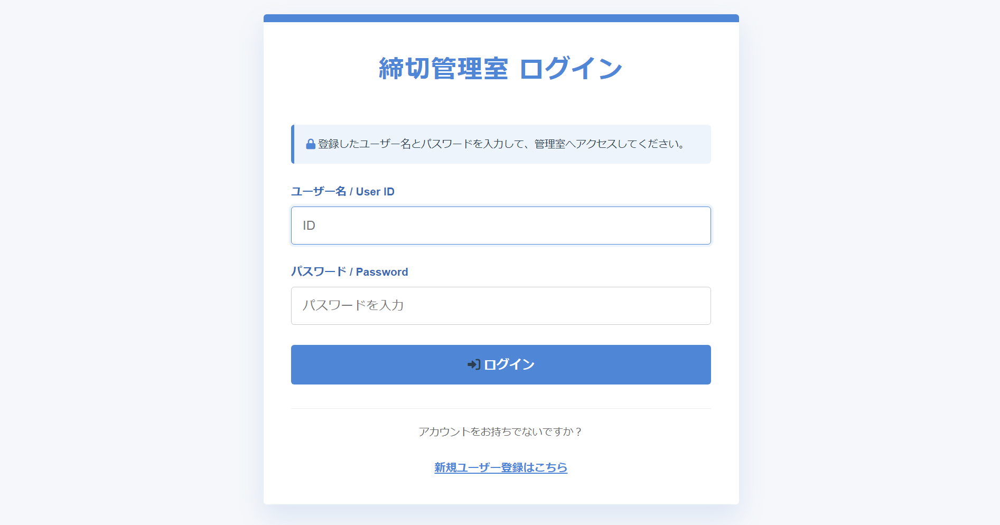 締切管理室 ログイン
登録したユーザー名とパスワードを入力して、管理室へアクセスしてください。
ユーザー名 / User ID
ID
パスワード / Password
パスワードを入力
ログイン
アカウントをお持ちでないですか？
新規ユーザー登録はこちら